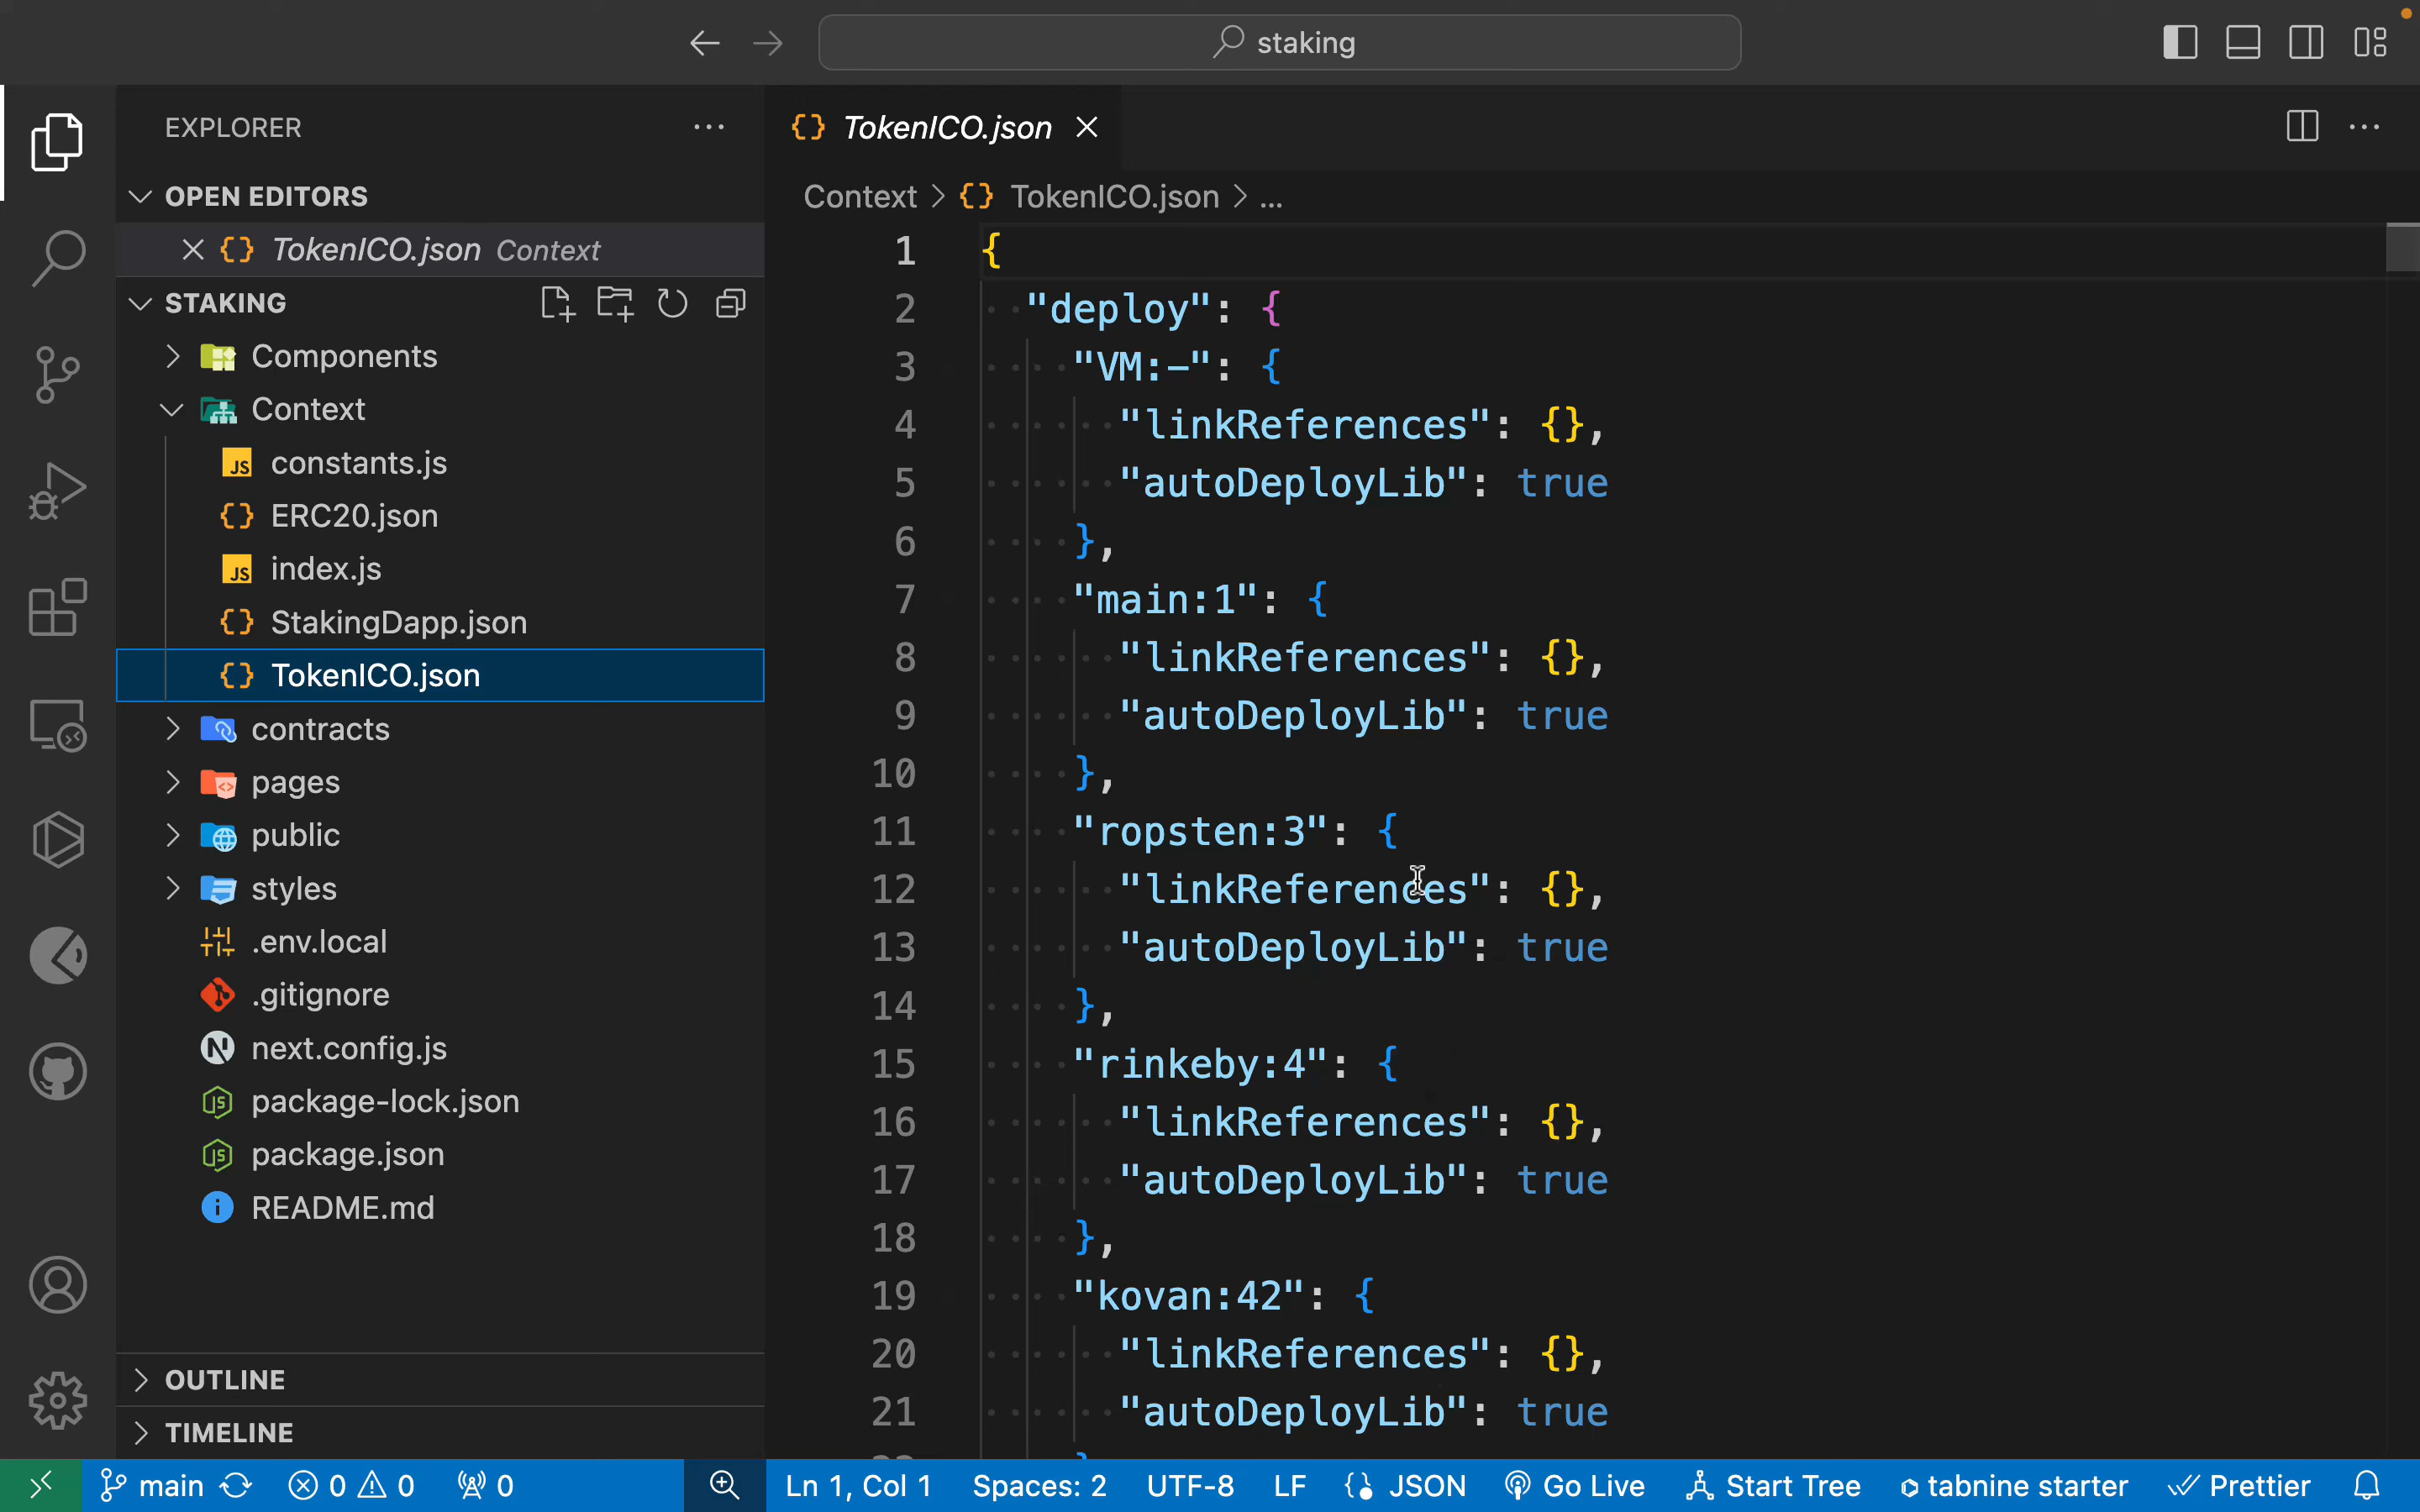 staking
EXPLORER
OPEN EDITORS
TokenICO.json Context
STAKING
Components
Context
constants.js
ERC20.json
index.js
StakingDapp.json
TokenICO.json
contracts
pages
public
styles
.env.local
.gitignore
next.config.js
package-lock.json
package.json
README.md
OUTLINE
TIMELINE
TokenICO.json
Context > {} TokenICO.json > ...
1 {
2 "deploy": {
3 "VM:-": {
4 "linkReferences": {},
5 "autoDeployLib": true
6 },
7 "main:1": {
8 "linkReferences": {},
9 "autoDeployLib": true
10 },
11 "ropsten:3": {
12 "linkReferences": {},
13 "autoDeployLib": true
14 },
15 "rinkeby:4": {
16 "linkReferences": {},
17 "autoDeployLib": true
18 },
19 "kovan:42": {
20 "linkReferences": {},
21 "autoDeployLib": true
main 0 0 0 Ln 1, Col 1 Spaces: 2 UTF-8 LF {} JSON Go Live Start Tree tabnine starter Prettier